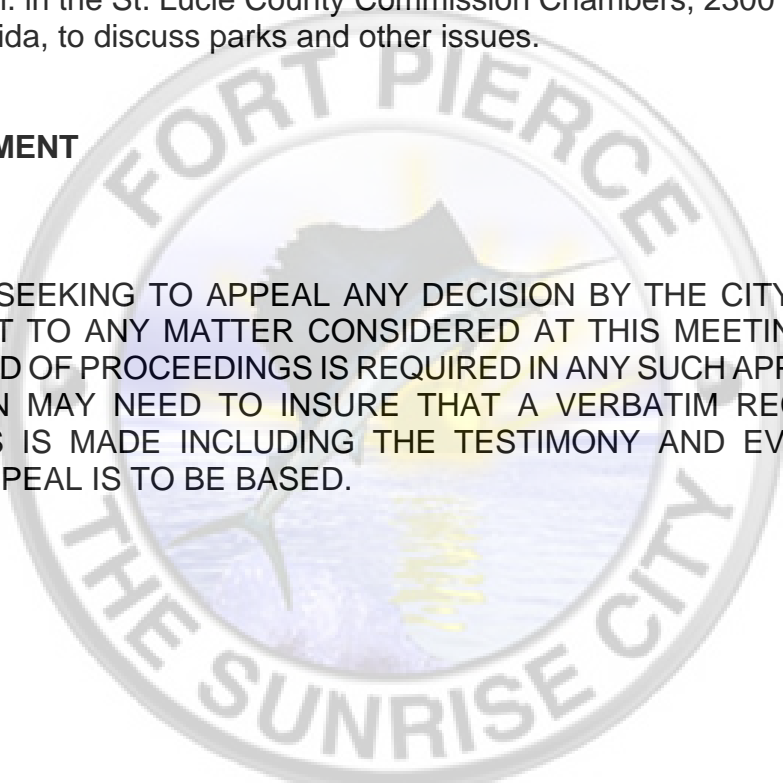 in the St. Lucie County Commission Chambers, 2300
ida, to discuss parks and other issues.
MENT
SEEKING TO APPEAL ANY DECISION BY THE CITY
T TO ANY MATTER CONSIDERED AT THIS MEETIN
D OF PROCEEDINGS IS REQUIRED IN ANY SUCH APP
N MAY NEED TO INSURE THAT A VERBATIM RE
S IS MADE INCLUDING THE TESTIMONY AND EV
PEAL IS TO BE BASED.
FORT PIERCE
THE SUNRISE CITY